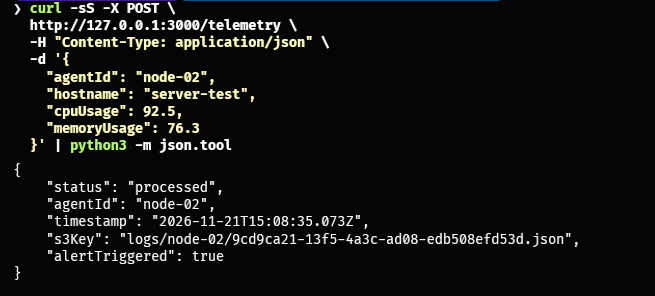 ❯ curl -sS -X POST \
  http://127.0.0.1:3000/telemetry \
  -H "Content-Type: application/json" \
  -d '{
    "agentId": "node-02",
    "hostname": "server-test",
    "cpuUsage": 92.5,
    "memoryUsage": 76.3
  }' | python3 -m json.tool
{
    "status": "processed",
    "agentId": "node-02",
    "timestamp": "2026-11-21T15:08:35.073Z",
    "s3Key": "logs/node-02/9cd9ca21-13f5-4a3c-ad08-edb508efd53d.json",
    "alertTriggered": true
}